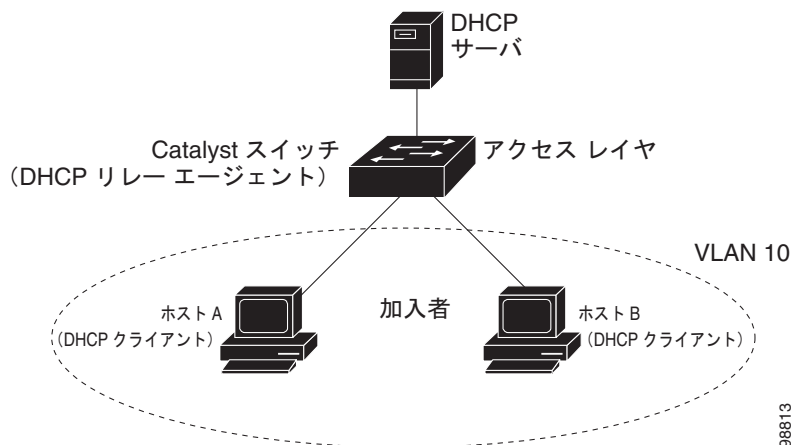 DHCP
サーバ
Catalyst スイッチ
(DHCP リレー エージェント)
アクセス レイヤ
VLAN 10
ホスト A
(DHCP クライアント)
加入者
ホスト B
(DHCP クライアント)
98813